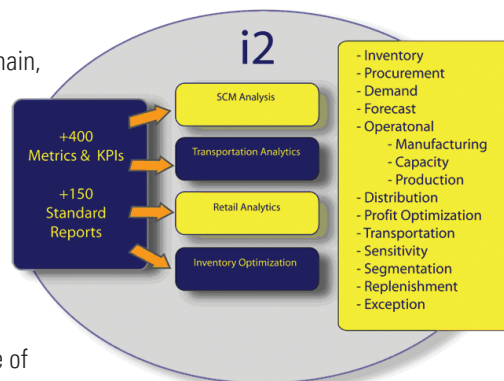 hain,
i2
+400
Metrics & KPIs
+150
Standard
Reports
SCM Analysis
Transportation Analytics
Retail Analytics
Inventory Optimization
- Inventory
- Procurement
- Demand
- Forecast
- Operatonal
- Manufacturing
- Capacity
- Production
- Distribution
- Profit Optimization
- Transportation
- Sensitivity
- Segmentation
- Replenishment
- Exception
e of